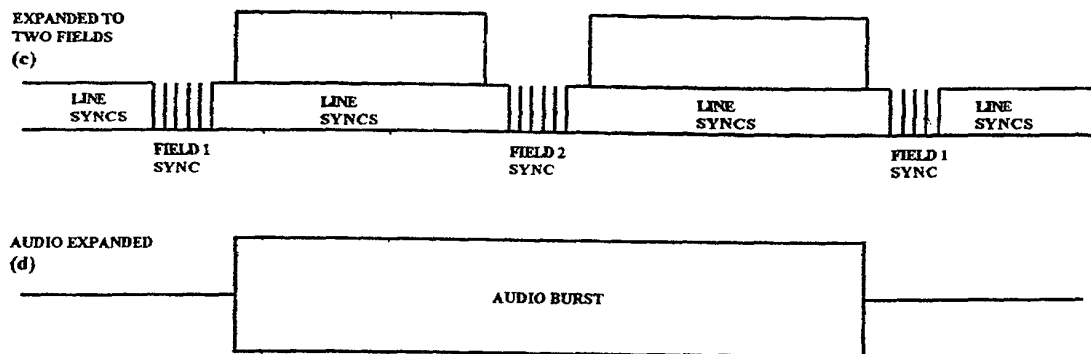 EXPANDED TO
TWO FIELDS
(c)
LINE
SYNCS
LINE
SYNCS
LINE
SYNCS
LINE
SYNCS
FIELD 1
SYNC
FIELD 2
SYNC
FIELD 1
SYNC
AUDIO EXPANDED
(d)
AUDIO BURST